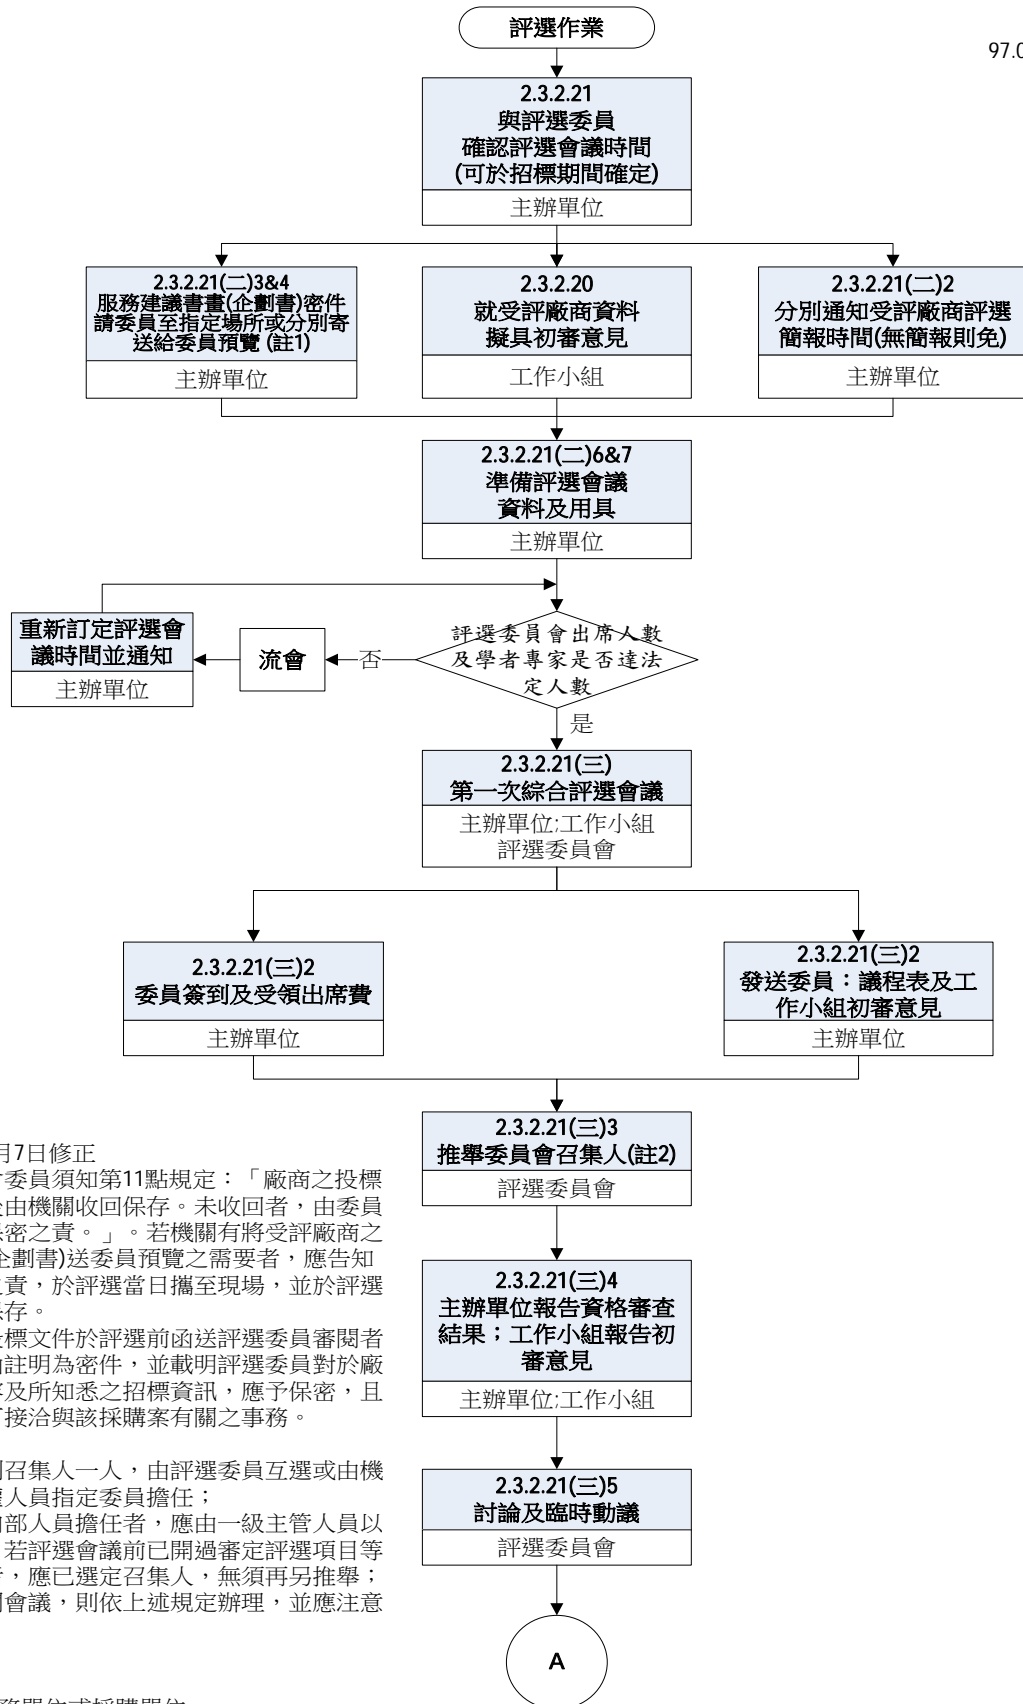 評選作業
97.0
2.3.2.21
與評選委員
確認評選會議時間
(可於招標期間確定)
主辦單位
2.3.2.21(二)3&4
服務建議書畫(企劃書)密件
請委員至指定場所或分別寄
送給委員預覽 (註1)
主辦單位
2.3.2.20
就受評廠商資料
擬具初審意見
工作小組
2.3.2.21(二)2
分別通知受評廠商評選
簡報時間(無簡報則免)
主辦單位
2.3.2.21(二)6&7
準備評選會議
資料及用具
主辦單位
重新訂定評選會
議時間並通知
主辦單位
流會
否
評選委員會出席人數
及學者專家是否達法
定人數
是
2.3.2.21(三)
第一次綜合評選會議
主辦單位;工作小組
評選委員會
2.3.2.21(三)2
委員簽到及受領出席費
主辦單位
2.3.2.21(三)2
發送委員：議程表及工
作小組初審意見
主辦單位
2.3.2.21(三)3
推舉委員會召集人(註2)
評選委員會
2.3.2.21(三)4
主辦單位報告資格審查
結果；工作小組報告初
審意見
主辦單位;工作小組
2.3.2.21(三)5
討論及臨時動議
評選委員會
A
月7日修正
委員須知第11點規定：「廠商之投標
由機關收回保存。未收回者，由委員
保密之責。」。若機關有將受評廠商之
企劃書)送委員預覽之需要者，應告知
之責，於評選當日攜至現場，並於評選
保存。
投標文件於評選前函送評選委員審閱者
註明為密件，並載明評選委員對於廠
及所知悉之招標資訊，應予保密，且
接洽與該採購案有關之事務。
召集人一人，由評選委員互選或由機
人員指定委員擔任；
內部人員擔任者，應由一級主管人員以
若評選會議前已開過審定評選項目等
，應已選定召集人，無須再另推舉；
會議，則依上述規定辦理，並應注意
務單位或採購單位